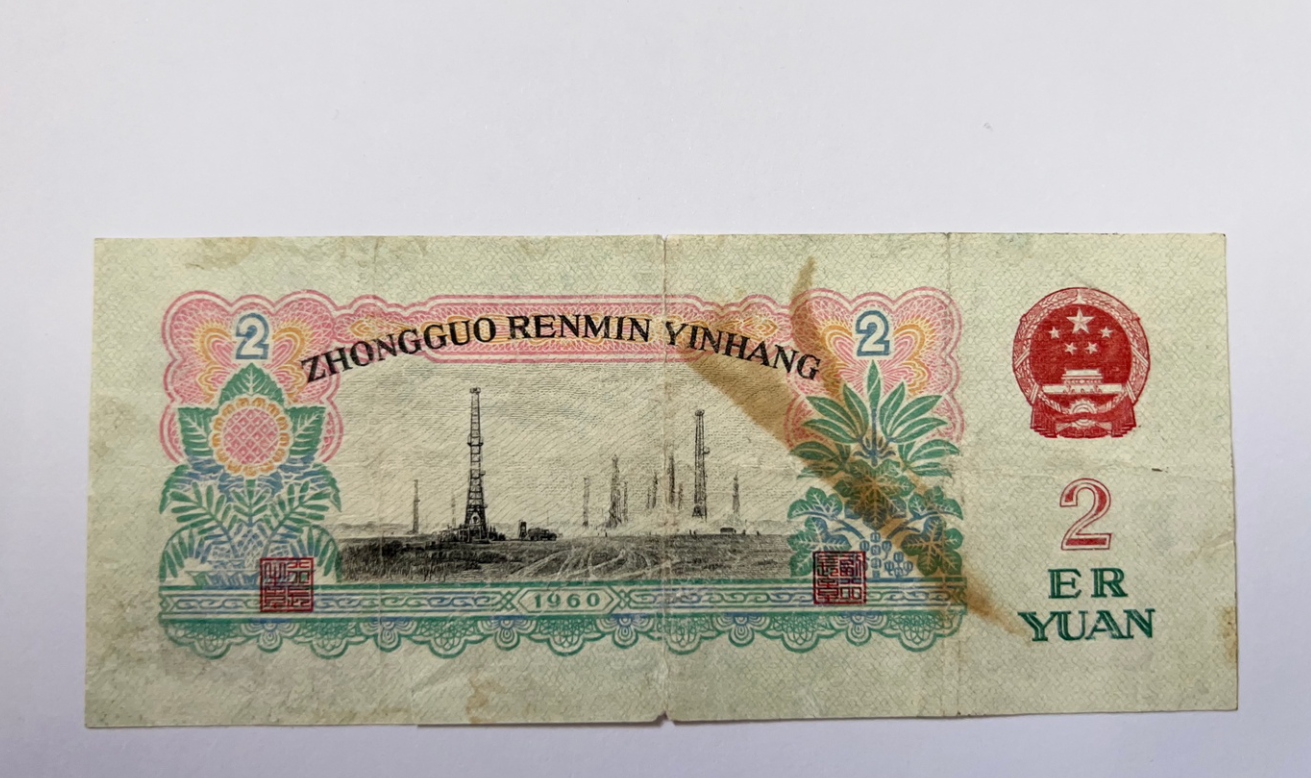 2
2
ZHONGGUO RENMIN YINHANG
1960
2
ER
YUAN